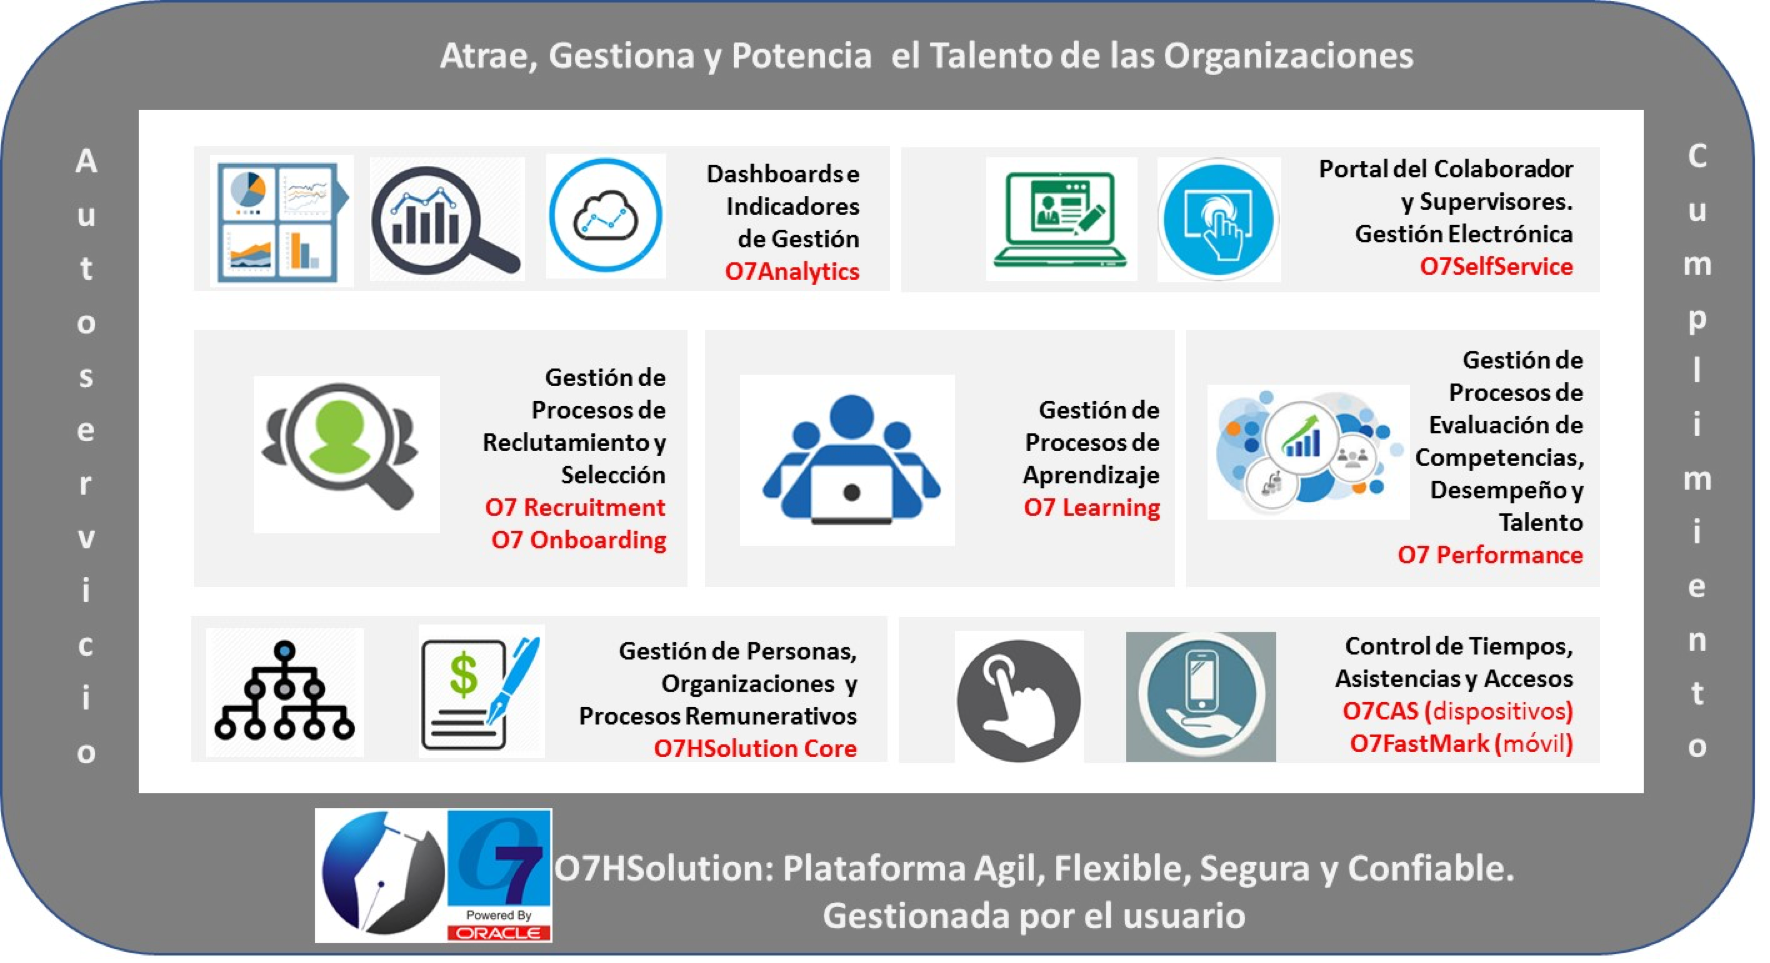 Atrae, Gestiona y Potencia el Talento de las Organizaciones
Autoservicio
Dashboards e
Indicadores
de Gestión
O7Analytics
Portal del Colaborador
y Supervisores.
Gestión Electrónica
O7SelfService
Cumplimiento
Gestión de
Procesos de
Reclutamiento y
Selección
O7 Recruitment
O7 Onboarding
Gestión de
Procesos de
Aprendizaje
O7 Learning
Gestión de
Procesos de
Evaluación de
Competencias,
Desempeño y
Talento
O7 Performance
$
Gestión de Personas,
Organizaciones y
Procesos Remunerativos
O7HSolution Core
Control de Tiempos,
Asistencias y Accesos
O7CAS (dispositivos)
O7FastMark (móvil)
O7
Powered By
ORACLE
O7HSolution: Plataforma Agil, Flexible, Segura y Confiable.
Gestionada por el usuario